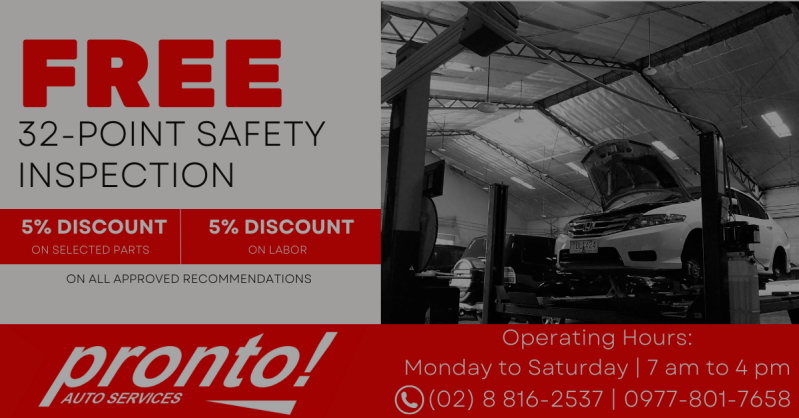 FREE
32-POINT SAFETY
INSPECTION
5% DISCOUNT
ON SELECTED PARTS
5% DISCOUNT
ON LABOR
ON ALL APPROVED RECOMMENDATIONS
pronto!
AUTO SERVICES
Operating Hours:
Monday to Saturday | 7 am to 4 pm
(02) 8 816-2537 | 0977-801-7658